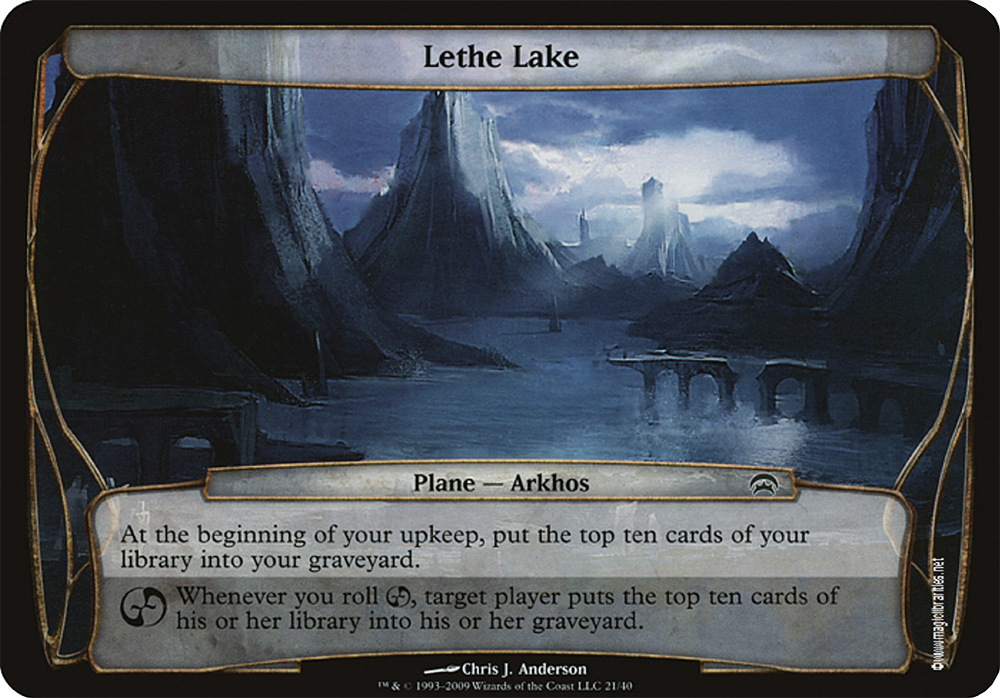 Lethe Lake
Plane — Arkhos
At the beginning of your upkeep, put the top ten cards of your
library into your graveyard.
Whenever you roll , target player puts the top ten cards of
his or her library into his or her graveyard.
Chris J. Anderson
™ & © 1993–2009 Wizards of the Coast LLC 21/40
©www.magiclibrarities.net